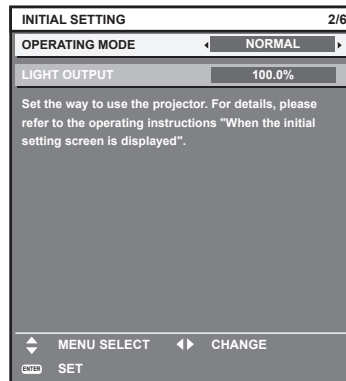 INITIAL SETTING 2/6
OPERATING MODE NORMAL
LIGHT OUTPUT 100.0%
Set the way to use the projector. For details, please
refer to the operating instructions "When the initial
setting screen is displayed".
MENU SELECT CHANGE
ENTER SET